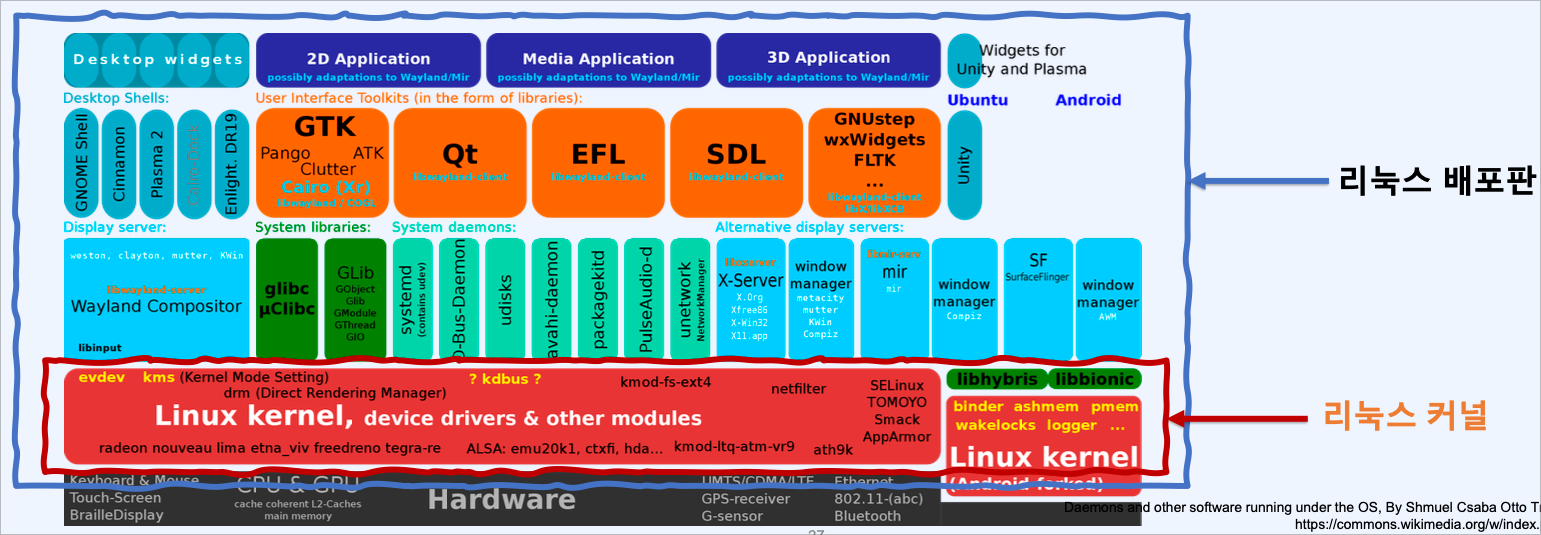 Desktop widgets
2D Application
possibly adaptations to Wayland/Mir
Media Application
possibly adaptations to Wayland/Mir
3D Application
possibly adaptations to Wayland/Mir
Widgets for
Unity and Plasma
Desktop Shells:
User Interface Toolkits (in the form of libraries):
Ubuntu
Android
GNOME Shell
Cinnamon
Plasma 2
Cairo-Dock
Enlight. DR19
GTK
Pango ATK
Clutter
Cairo (Xr)
libwayland / COGL
Qt
libwayland-client
EFL
libwayland-client
SDL
libwayland-client
GNUstep
wxWidgets
FLTK
...
libwayland-client
libX/libXCB
Unity
리눅스 배포판
Display server:
System libraries:
System daemons:
Alternative display servers:
weston, clayton, mutter, KWin
libwayland-server
Wayland Compositor
libinput
glibc
µClibc
GLib
GObject
Glib
GModule
GThread
GIO
systemd
(contains udev)
D-Bus-Daemon
udisks
avahi-daemon
packagekitd
PulseAudio-d
unetwork
NetworkManager
libxserver
X-Server
X.Org
Xfree86
X-Win32
X11.app
window
manager
metacity
mutter
KWin
Compiz
libmir-serv
mir
mir
window
manager
Compiz
SF
SurfaceFlinger
window
manager
AWM
evdev kms (Kernel Mode Setting)
drm (Direct Rendering Manager)
? kdbus ?
kmod-fs-ext4
netfilter
SELinux
TOMOYO
Smack
AppArmor
Linux kernel, device drivers & other modules
radeon nouveau lima etna_viv freedreno tegra-re
ALSA: emu20k1, ctxfi, hda...
kmod-ltq-atm-vr9
ath9k
libhybris
libbionic
binder ashmem pmem
wakelocks logger ...
Linux kernel
(Android-forked)
리눅스 커널
Keyboard & Mouse
Touch-Screen
BrailleDisplay
CPU & GPU
cache coherent L2-Caches
main memory
Hardware
UMTS/CDMA/LTE
GPS-receiver
G-sensor
Ethernet
802.11-(abc)
Bluetooth
Daemons and other software running under the OS, By Shmuel Csaba Otto
https://commons.wikimedia.org/w/index.